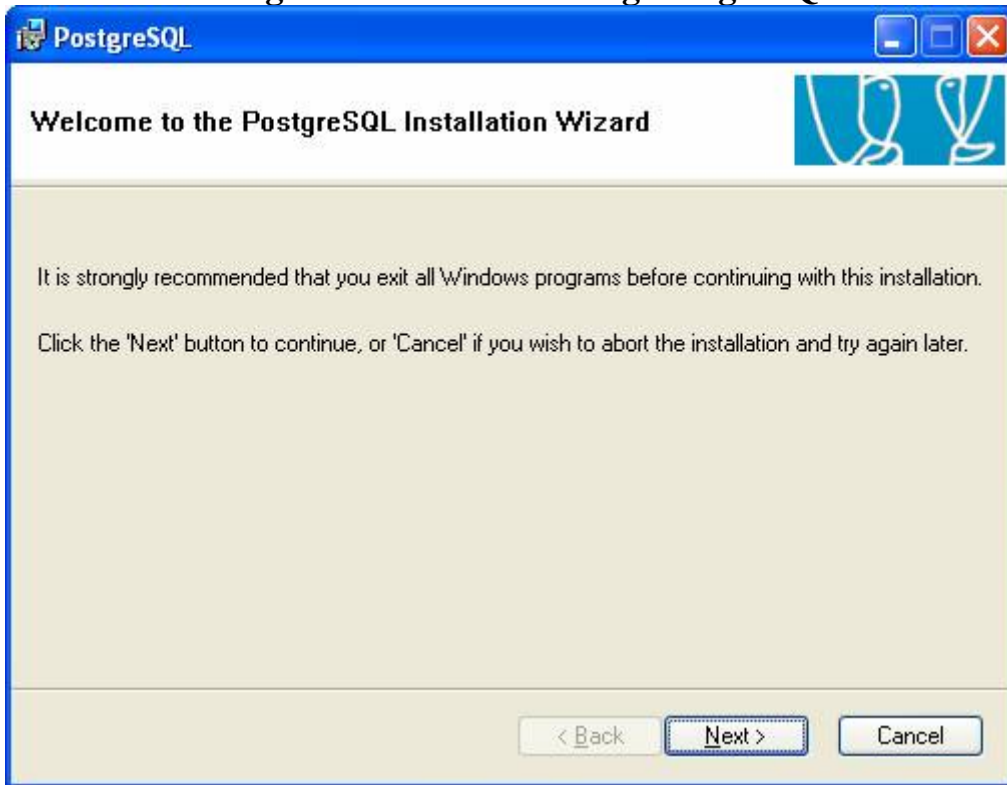 PostgreSQL
Welcome to the PostgreSQL Installation Wizard
It is strongly recommended that you exit all Windows programs before continuing with this installation.
Click the 'Next' button to continue, or 'Cancel' if you wish to abort the installation and try again later.
< Back Next > Cancel